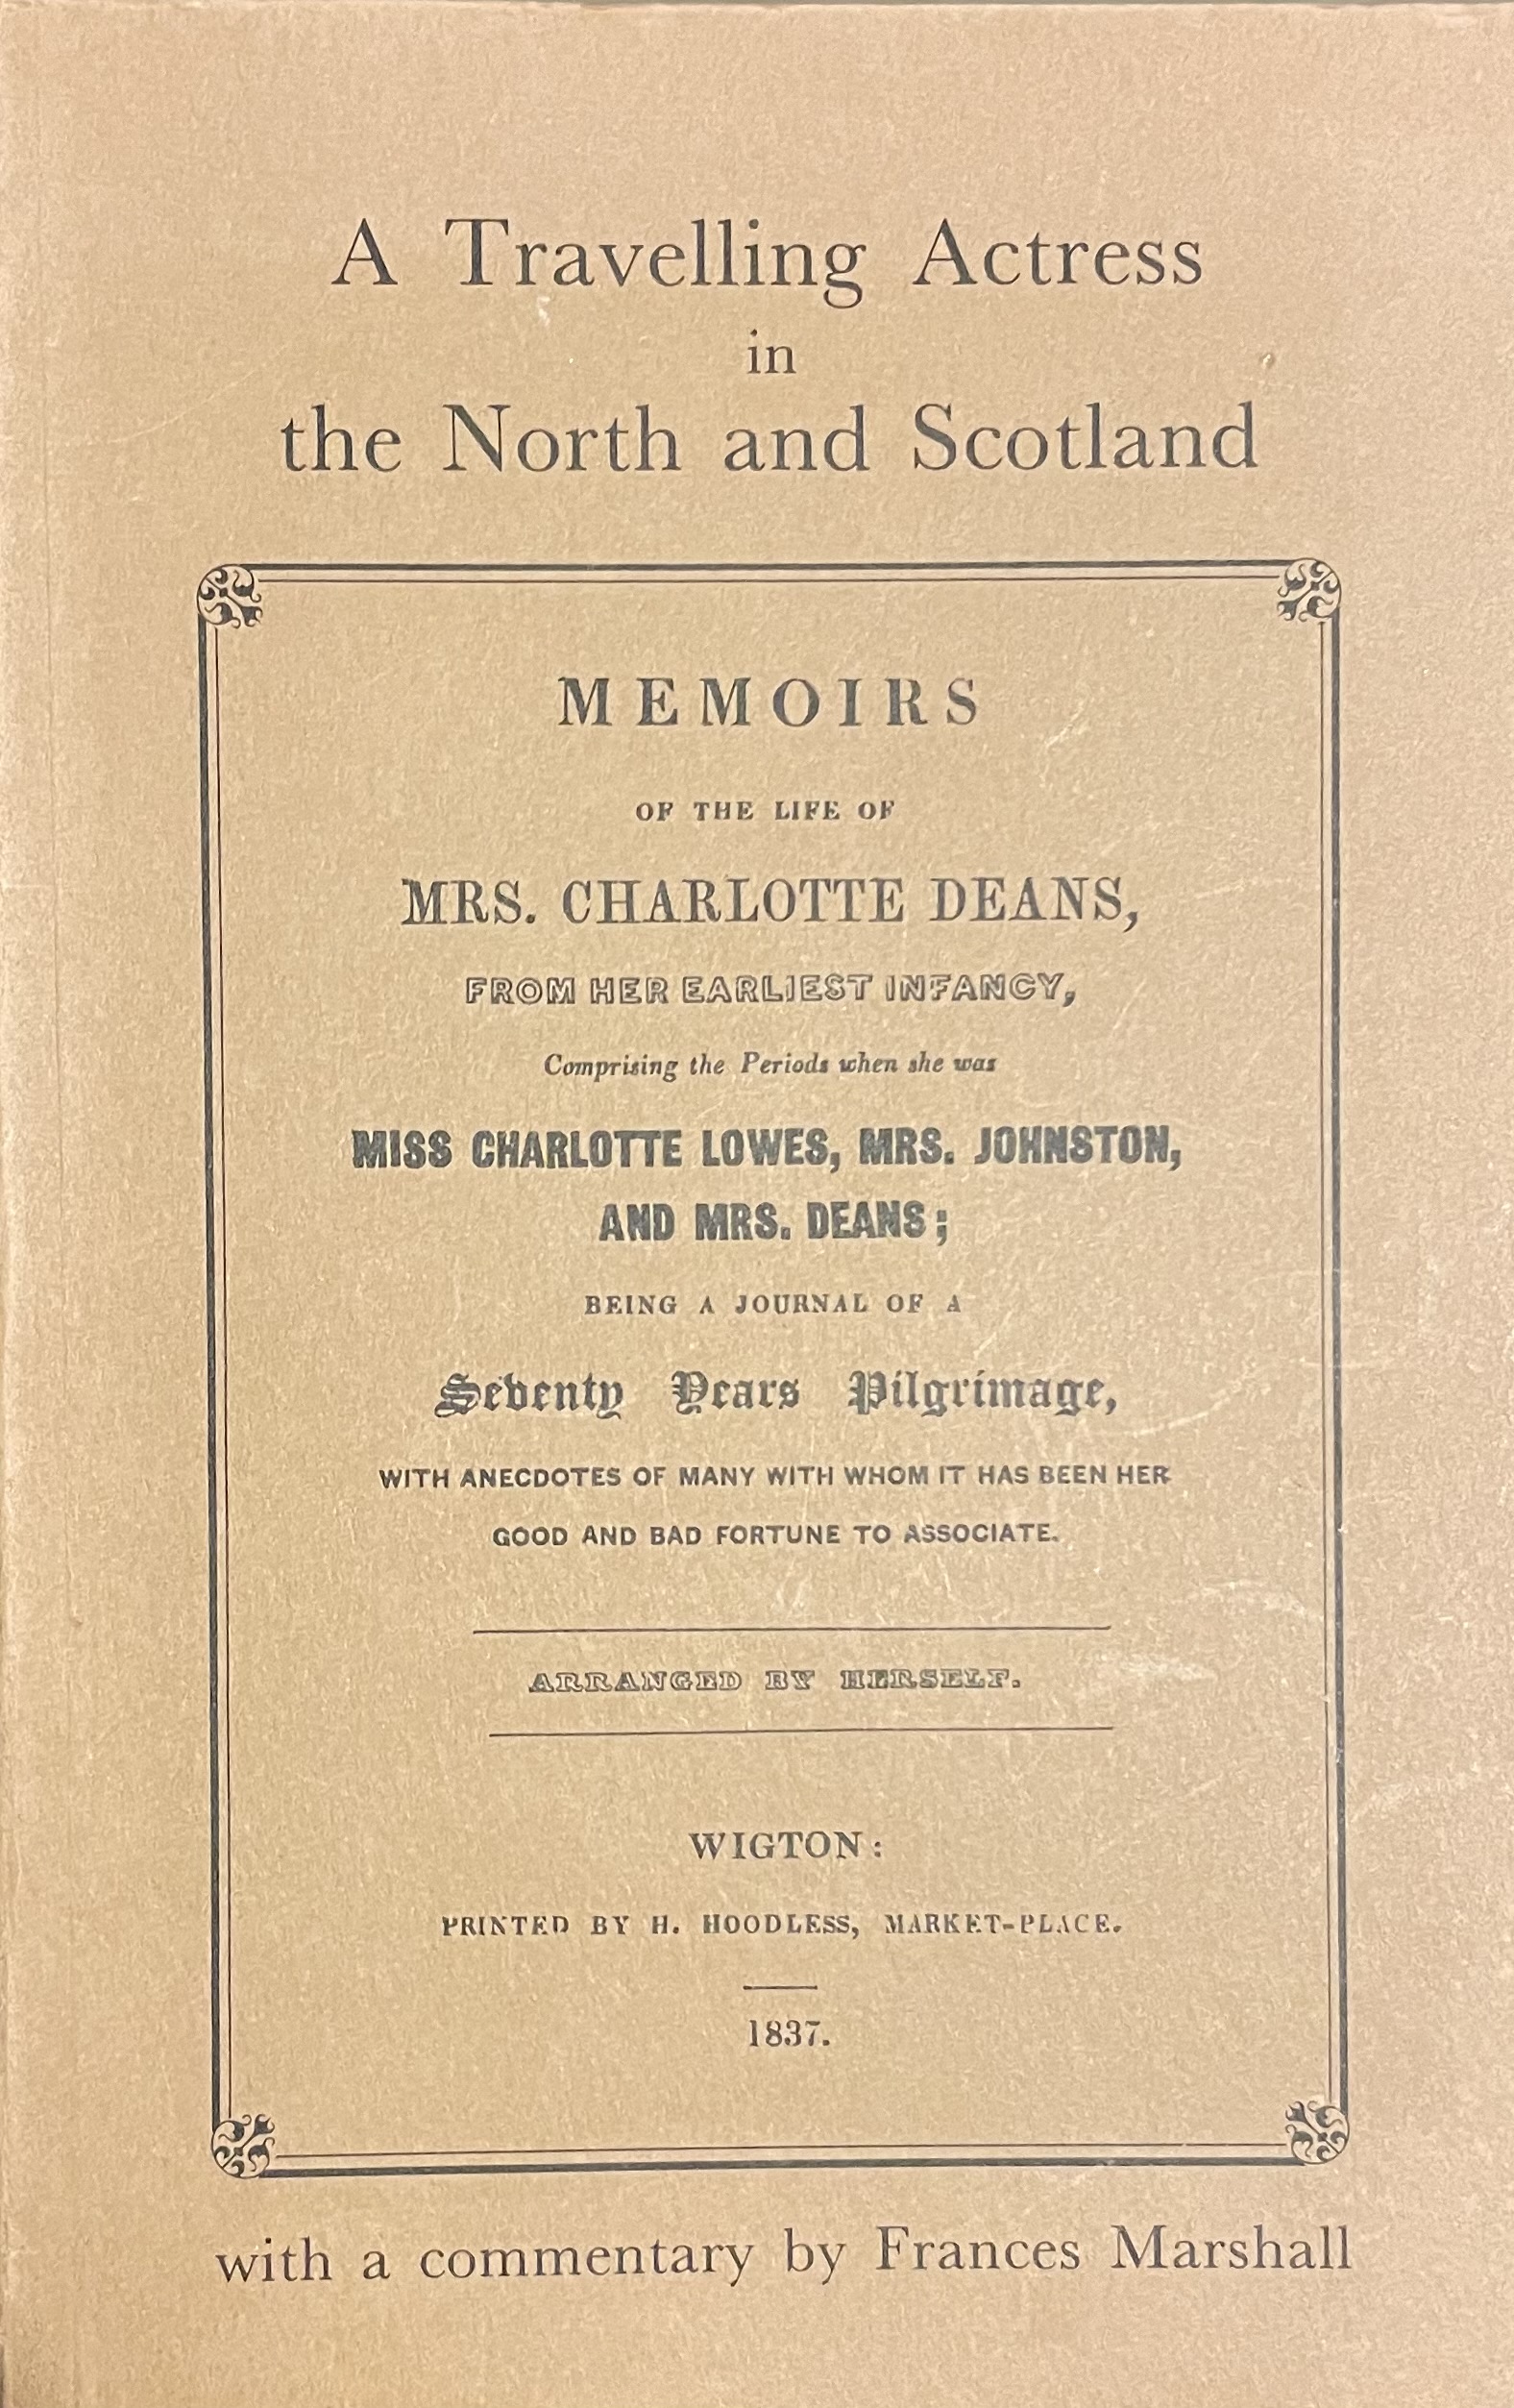 A Travelling Actress
in
the North and Scotland
MEMOIRS
OF THE LIFE OF
MRS. CHARLOTTE DEANS,
FROM HER EARLIEST INFANCY,
Comprising the Periods when she was
MISS CHARLOTTE LOWES, MRS. JOHNSTON,
AND MRS. DEANS;
BEING A JOURNAL OF A
Seventy Years Pilgrimage,
WITH ANECDOTES OF MANY WITH WHOM IT HAS BEEN HER
GOOD AND BAD FORTUNE TO ASSOCIATE.
ARRANGED BY HERSELF.
WIGTON:
PRINTED BY H. HOODLESS, MARKET-PLACE.
1837.
with a commentary by Frances Marshall